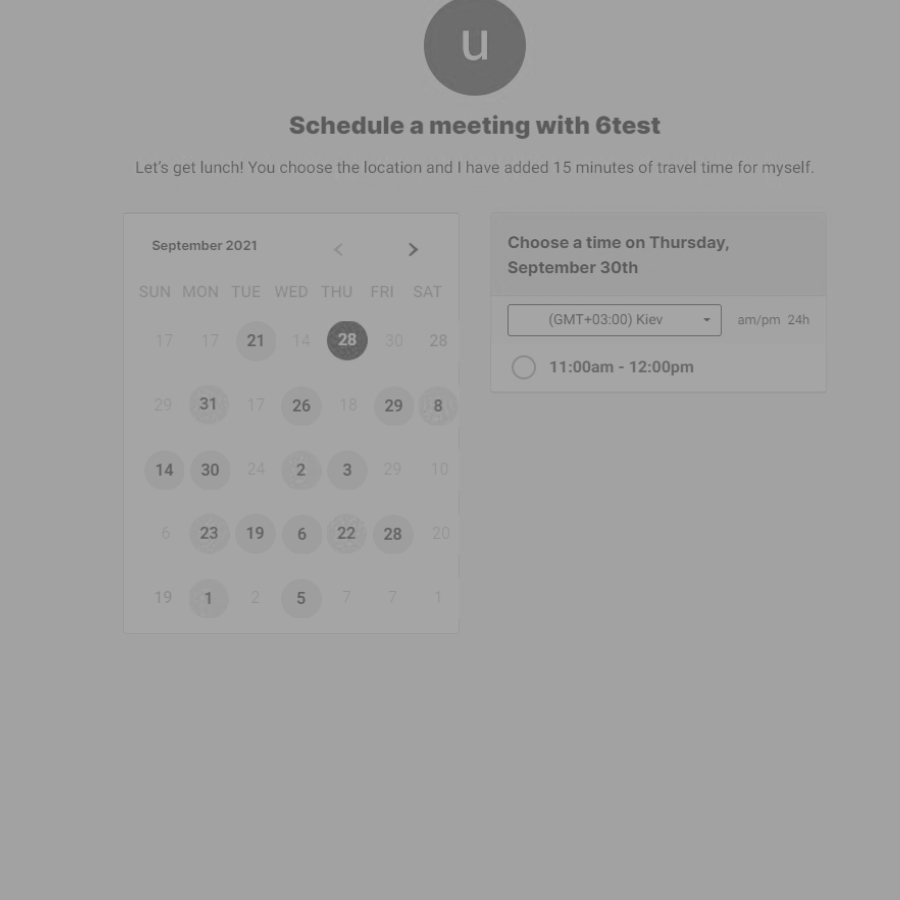 u
Schedule a meeting with 6test
Let's get lunch! You choose the location and I have added 15 minutes of travel time for myself.
September 2021
SUN MON TUE WED THU FRI SAT
17 17 21 14 28 30 28
29 31 17 26 18 29 8
14 30 24 2 3 29 10
6 23 19 6 22 28 20
19 1 2 5 7 7 1
Choose a time on Thursday,
September 30th
(GMT+03:00) Kiev am/pm 24h
11:00am - 12:00pm